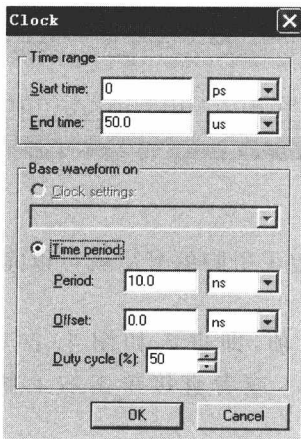 Clock
Time range
Start time: 0 ps
End time: 50.0 us
Base waveform on
Clock settings:
Time period:
Period: 10.0 ns
Offset: 0.0 ns
Duty cycle (%): 50
OK Cancel